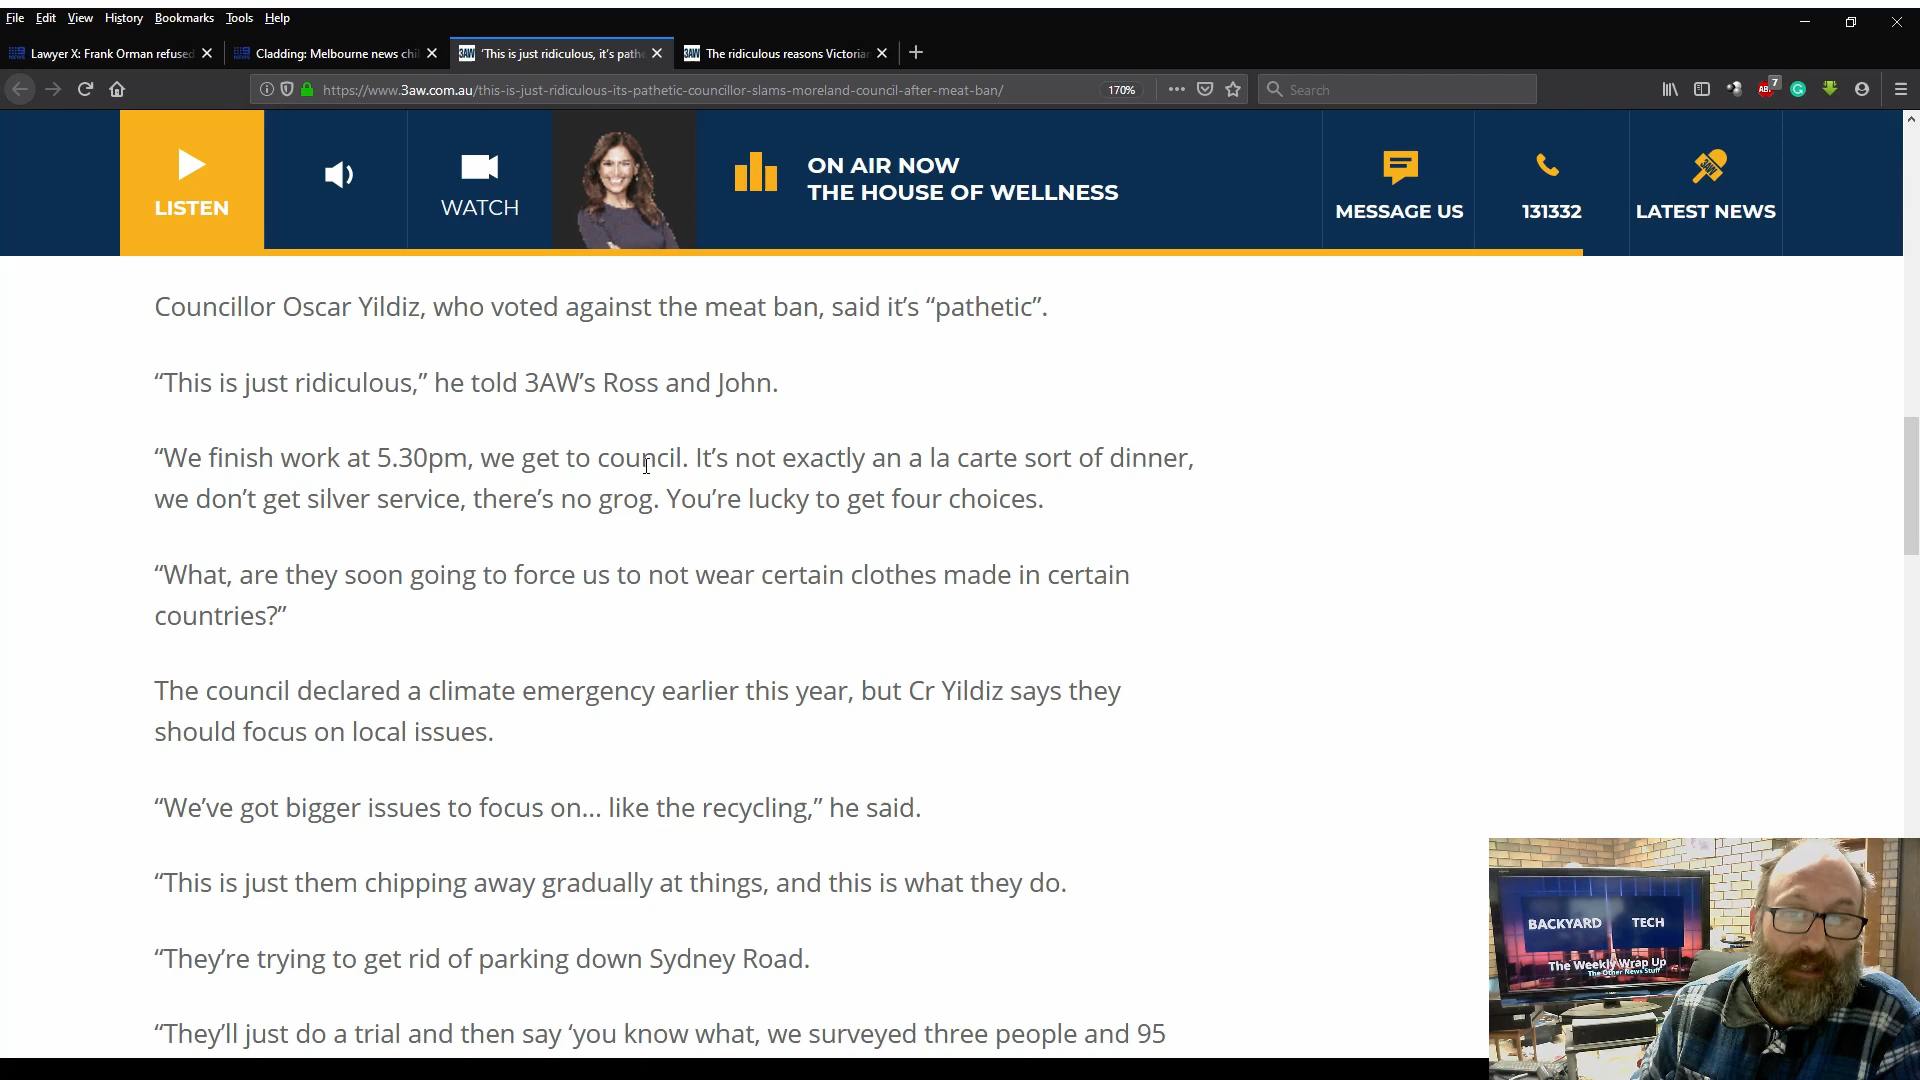 File Edit View History Bookmarks Tools Help
Lawyer X: Frank Orman refused
Cladding: Melbourne news chi
3AW 'This is just ridiculous, it's path
3AW The ridiculous reasons Victoria
https://www.3aw.com.au/this-is-just-ridiculous-its-pathetic-councillor-slams-moreland-council-after-meat-ban/ 170% Search 7
LISTEN
WATCH
ON AIR NOW
THE HOUSE OF WELLNESS
MESSAGE US
131332
LATEST NEWS
Councillor Oscar Yildiz, who voted against the meat ban, said it’s “pathetic”.
“This is just ridiculous,” he told 3AW’s Ross and John.
“We finish work at 5.30pm, we get to council. It’s not exactly an a la carte sort of dinner,
we don’t get silver service, there’s no grog. You’re lucky to get four choices.
“What, are they soon going to force us to not wear certain clothes made in certain
countries?”
The council declared a climate emergency earlier this year, but Cr Yildiz says they
should focus on local issues.
“We’ve got bigger issues to focus on… like the recycling,” he said.
“This is just them chipping away gradually at things, and this is what they do.
“They’re trying to get rid of parking down Sydney Road.
“They’ll just do a trial and then say ‘you know what, we surveyed three people and 95
BACKYARD TECH
The Weekly Wrap Up
The Other News Stuff